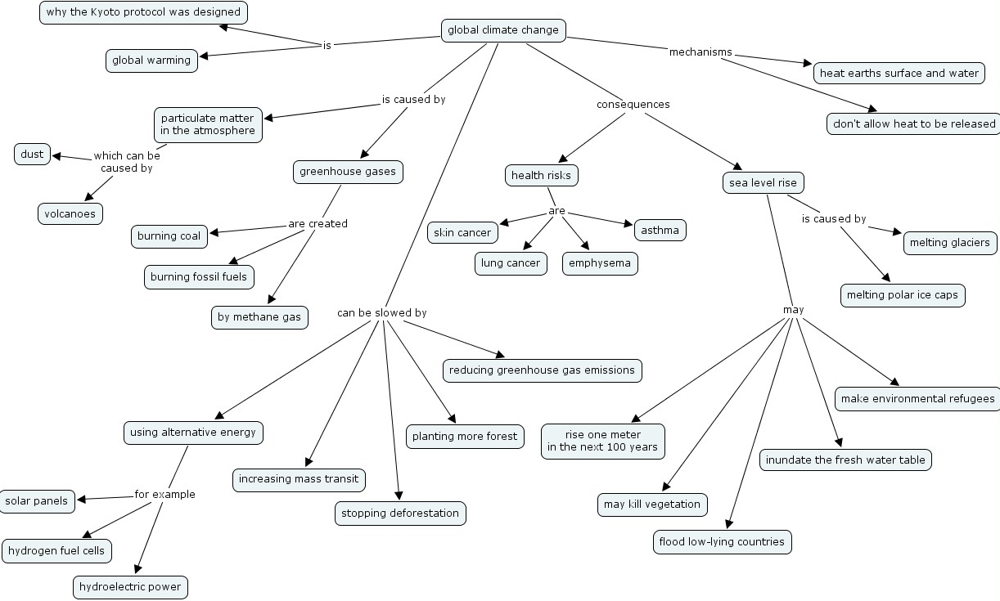 why the Kyoto protocol was designed
global climate change
is
mechanisms
global warming
heat earths surface and water
is caused by
consequences
particulate matter
in the atmosphere
don't allow heat to be released
dust
which can be
caused by
greenhouse gases
health risks
sea level rise
volcanoes
are created
are
is caused by
burning coal
skin cancer
asthma
melting glaciers
burning fossil fuels
lung cancer
emphysema
melting polar ice caps
by methane gas
can be slowed by
may
reducing greenhouse gas emissions
make environmental refugees
using alternative energy
planting more forest
rise one meter
in the next 100 years
inundate the fresh water table
increasing mass transit
for example
solar panels
stopping deforestation
may kill vegetation
flood low-lying countries
hydrogen fuel cells
hydroelectric power